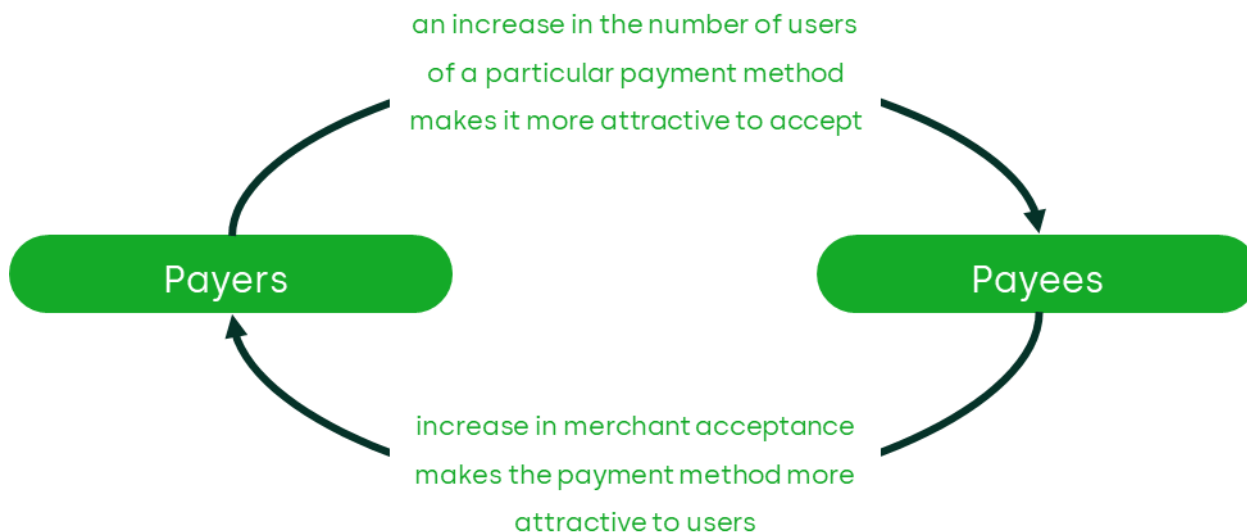 an increase in the number of users
of a particular payment method
makes it more attractive to accept
Payers
Payees
increase in merchant acceptance
makes the payment method more
attractive to users